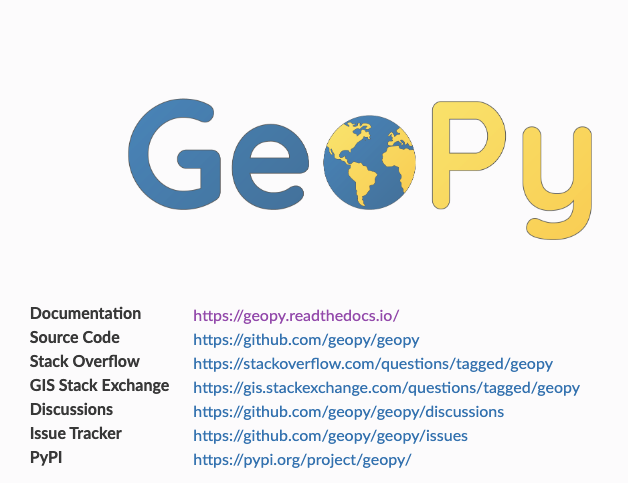 GeoPy
Documentation https://geopy.readthedocs.io/
Source Code https://github.com/geopy/geopy
Stack Overflow https://stackoverflow.com/questions/tagged/geopy
GIS Stack Exchange https://gis.stackexchange.com/questions/tagged/geopy
Discussions https://github.com/geopy/geopy/discussions
Issue Tracker https://github.com/geopy/geopy/issues
PyPI https://pypi.org/project/geopy/